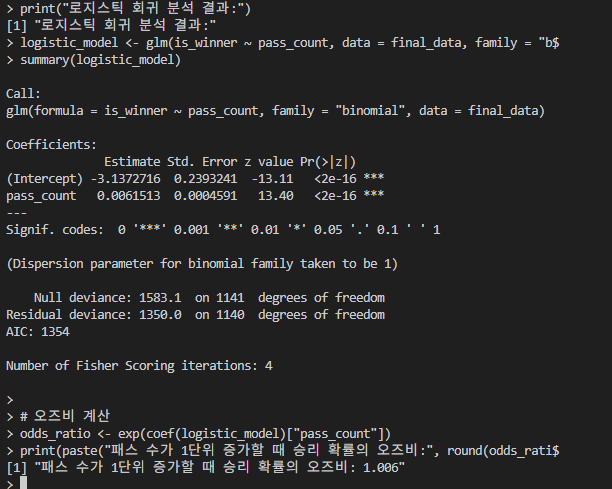 > print("로지스틱 회귀 분석 결과:")
[1] "로지스틱 회귀 분석 결과:"
> logistic_model <- glm(is_winner ~ pass_count, data = final_data, family = "b$
> summary(logistic_model)
Call:
glm(formula = is_winner ~ pass_count, family = "binomial", data = final_data)
Coefficients:
Estimate Std. Error z value Pr(>|z|)
(Intercept) -3.1372716 0.2393241 -13.11 <2e-16 ***
pass_count 0.0061513 0.0004591 13.40 <2e-16 ***
---
Signif. codes: 0 '***' 0.001 '**' 0.01 '*' 0.05 '.' 0.1 ' ' 1
(Dispersion parameter for binomial family taken to be 1)
Null deviance: 1583.1 on 1141 degrees of freedom
Residual deviance: 1350.0 on 1140 degrees of freedom
AIC: 1354
Number of Fisher Scoring iterations: 4
>
> # 오즈비 계산
> odds_ratio <- exp(coef(logistic_model)["pass_count"])
> print(paste("패스 수가 1단위 증가할 때 승리 확률의 오즈비:", round(odds_rati$
[1] "패스 수가 1단위 증가할 때 승리 확률의 오즈비: 1.006"
>